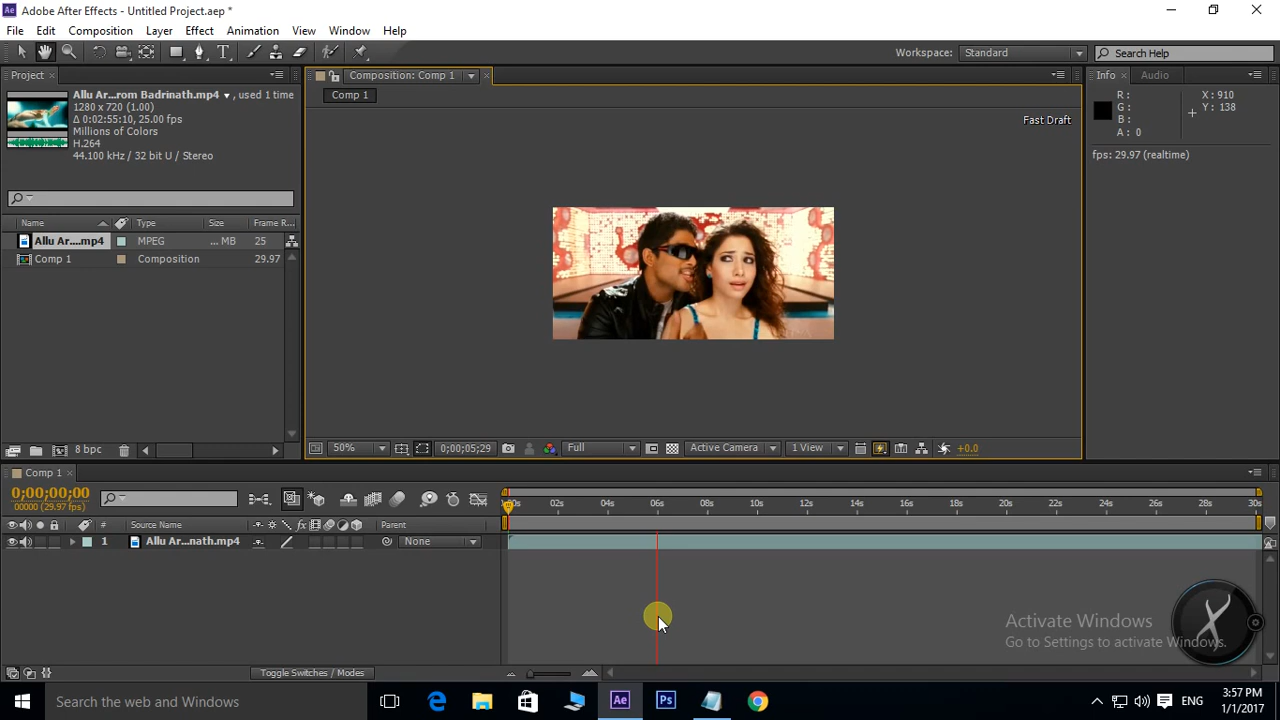 Adobe After Effects - Untitled Project.aep *
File Edit Composition Layer Effect Animation View Window Help
Workspace: Standard Search Help
Project
Composition: Comp 1
Info Audio
Allu Ar...rom Badrinath.mp4 , used 1 time
1280 x 720 (1.00)
Δ 0:02:55:10, 25.00 fps
Millions of Colors
H.264
44.100 kHz / 32 bit U / Stereo
Comp 1
Fast Draft
R :
G :
B :
A : 0
X : 910
Y : 138
fps: 29.97 (realtime)
Name Type Size Frame R...
Allu Ar....mp4 MPEG ... MB 25
Comp 1 Composition 29.97
8 bpc
50% 0;00;05;29 Full Active Camera 1 View +0.0
Comp 1
0;00;00;00
00000 (29.97 fps)
:00s 02s 04s 06s 08s 10s 12s 14s 16s 18s 20s 22s 24s 26s 28s 30s
# Source Name fx Parent
1 Allu Ar...nath.mp4 None
Activate Windows
Go to Settings to activate Windows.
Toggle Switches / Modes
Search the web and Windows
Ae Ps
ENG
3:57 PM
1/1/2017